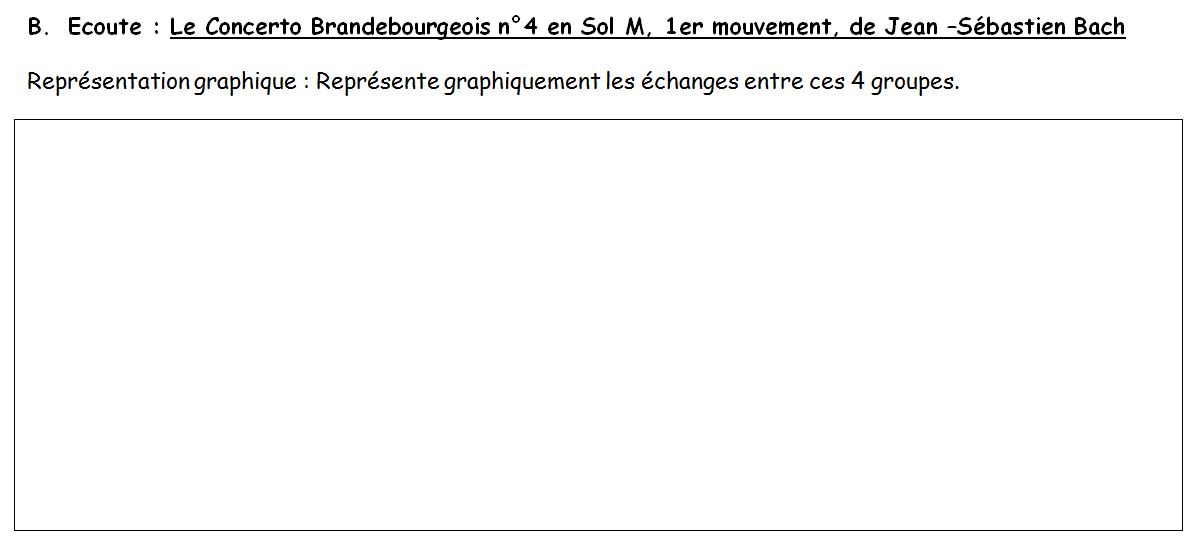 B. Ecoute : Le Concerto Brandebourgeois n°4 en Sol M, 1er mouvement, de Jean –Sébastien Bach
Représentation graphique : Représente graphiquement les échanges entre ces 4 groupes.